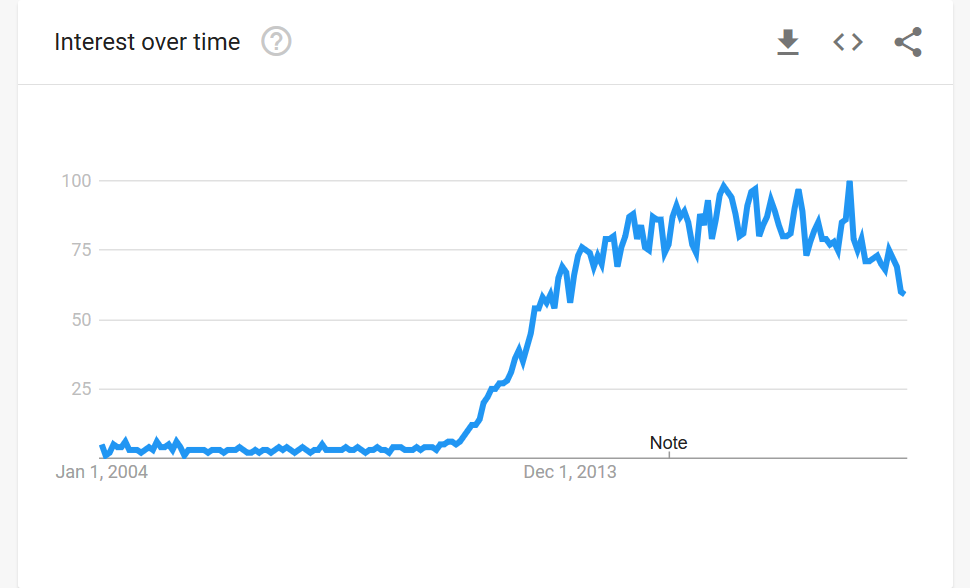 Interest over time ?
100
75
50
25
Note
Jan 1, 2004 Dec 1, 2013